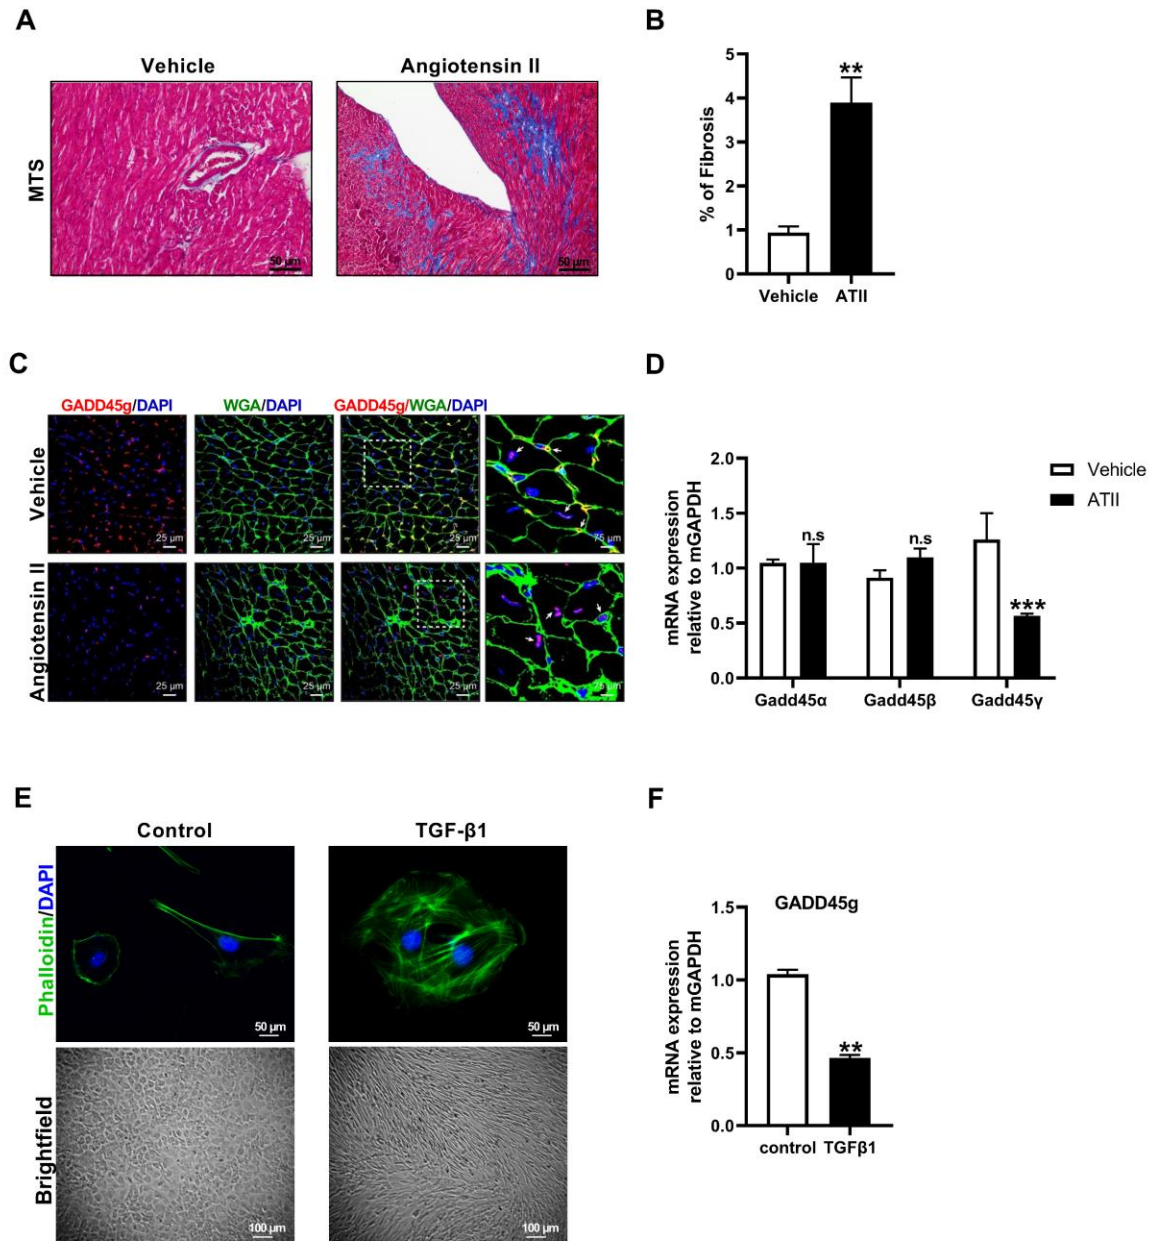 A
Vehicle
Angiotensin II
MTS
50 µm
50 µm
B
% of Fibrosis
5
4
3
2
1
0
**
Vehicle
ATII
C
GADD45g/DAPI
WGA/DAPI
GADD45g/WGA/DAPI
Vehicle
25 µm
25 µm
25 µm
75 µm
Angiotensin II
25 µm
25 µm
25 µm
75 µm
D
mRNA expression
relative to mGAPDH
2.0
1.5
1.0
0.5
0.0
n.s
n.s
***
Gadd45α
Gadd45β
Gadd45γ
Vehicle
ATII
E
Control
TGF-β1
Phalloidin/DAPI
50 µm
50 µm
Brightfield
100 µm
100 µm
F
GADD45g
mRNA expression
relative to mGAPDH
1.5
1.0
0.5
0.0
**
control
TGFβ1